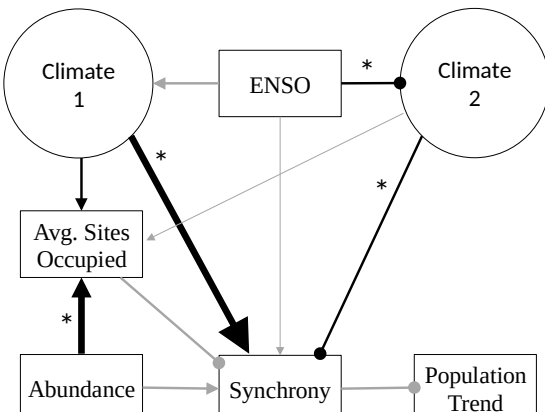 Climate
1
ENSO
*
Climate
2
*
*
Avg. Sites
Occupied
*
Abundance
Synchrony
Population
Trend